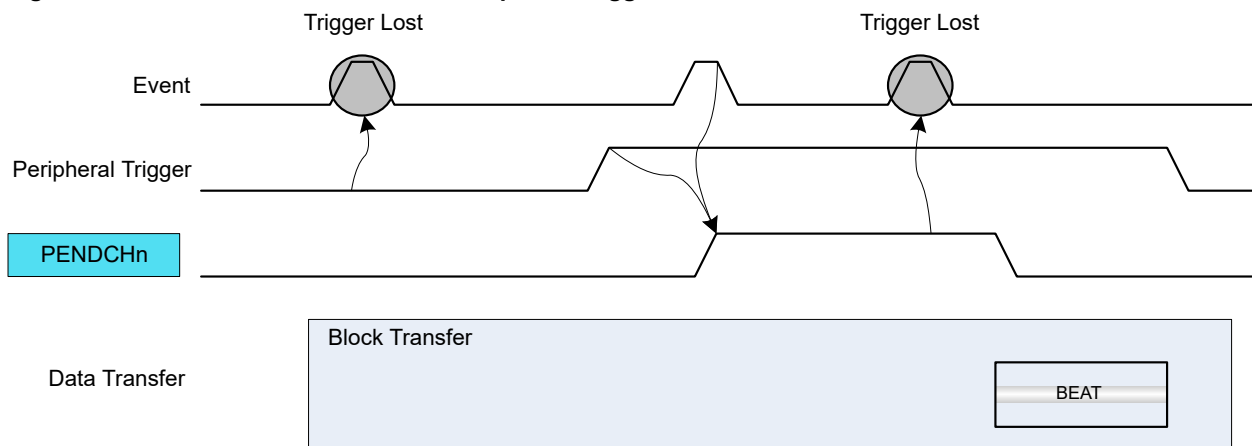 Trigger Lost
Trigger Lost
Event
Peripheral Trigger
PENDCHn
Block Transfer
Data Transfer
BEAT